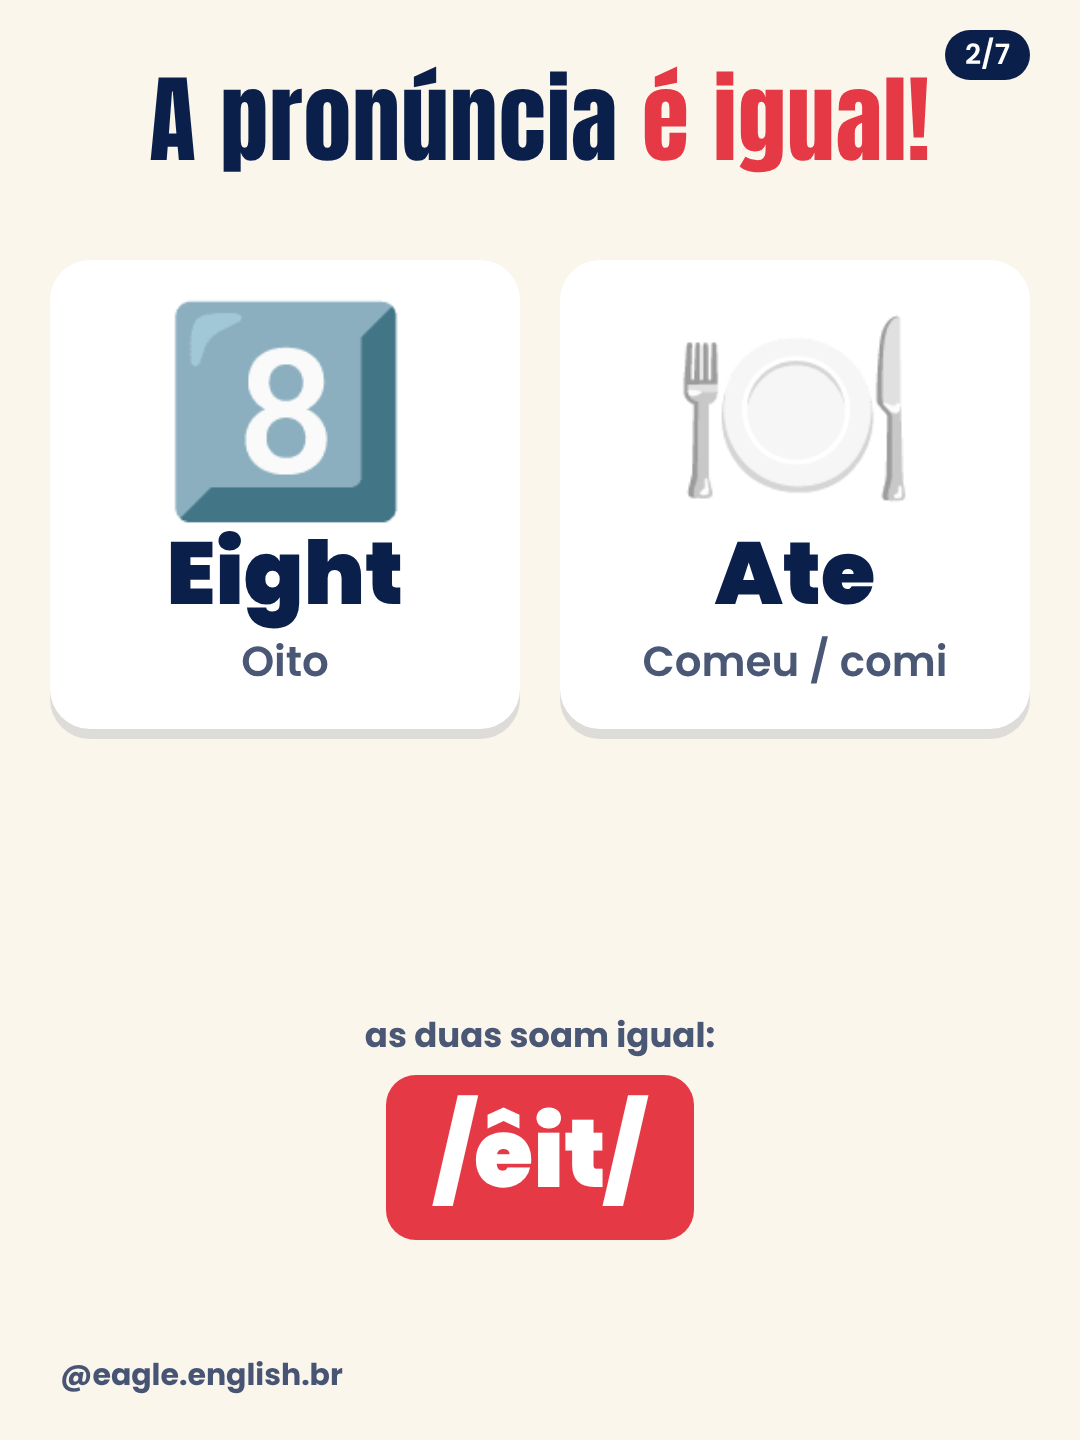 2/7
A pronúncia é igual!
8
Eight
Oito
Ate
Comeu / comi
as duas soam igual:
/êit/
@eagle.english.br